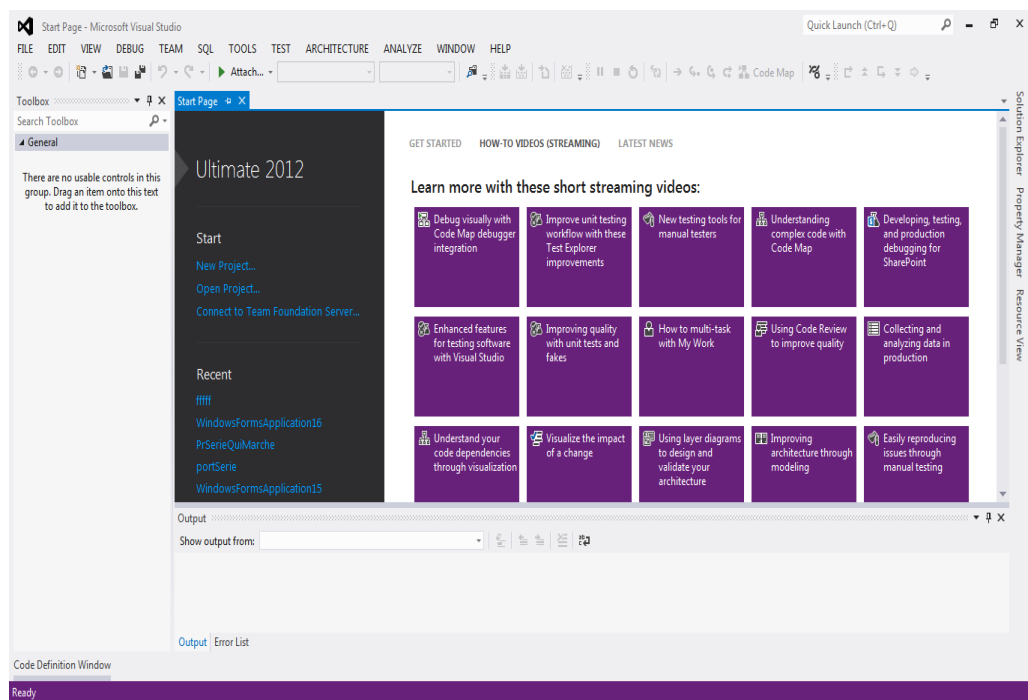 Start Page - Microsoft Visual Studio
Quick Launch (Ctrl+Q)
FILE EDIT VIEW DEBUG TEAM SQL TOOLS TEST ARCHITECTURE ANALYZE WINDOW HELP
Attach...
Code Map
Toolbox
Search Toolbox
General
There are no usable controls in this
group. Drag an item onto this text
to add it to the toolbox.
Start Page
Ultimate 2012
Start
New Project...
Open Project...
Connect to Team Foundation Server...
Recent
fffff
WindowsFormsApplication16
PrSerieQuiMarche
portSerie
WindowsFormsApplication15
GET STARTED HOW-TO VIDEOS (STREAMING) LATEST NEWS
Learn more with these short streaming videos:
Debug visually with
Code Map debugger
integration
Improve unit testing
workflow with these
Test Explorer
improvements
New testing tools for
manual testers
Understanding
complex code with
Code Map
Developing, testing,
and production
debugging for
SharePoint
Enhanced features
for testing software
with Visual Studio
Improving quality
with unit tests and
fakes
How to multi-task
with My Work
Using Code Review
to improve quality
Collecting and
analyzing data in
production
Understand your
code dependencies
through visualization
Visualize the impact
of a change
Using layer diagrams
to design and
validate your
architecture
Improving
architecture through
modeling
Easily reproducing
issues through
manual testing
Solution Explorer
Property Manager
Resource View
Output
Show output from:
Output Error List
Code Definition Window
Ready